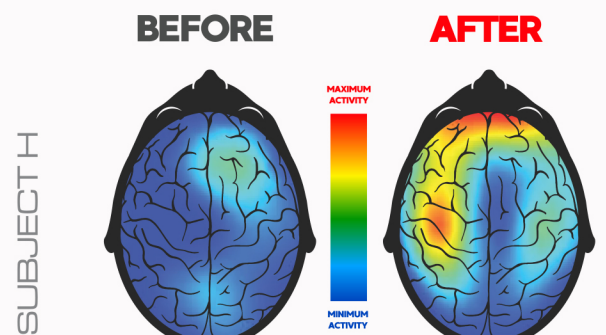 BEFORE
AFTER
MAXIMUM
ACTIVITY
SUBJECT H
MINIMUM
ACTIVITY